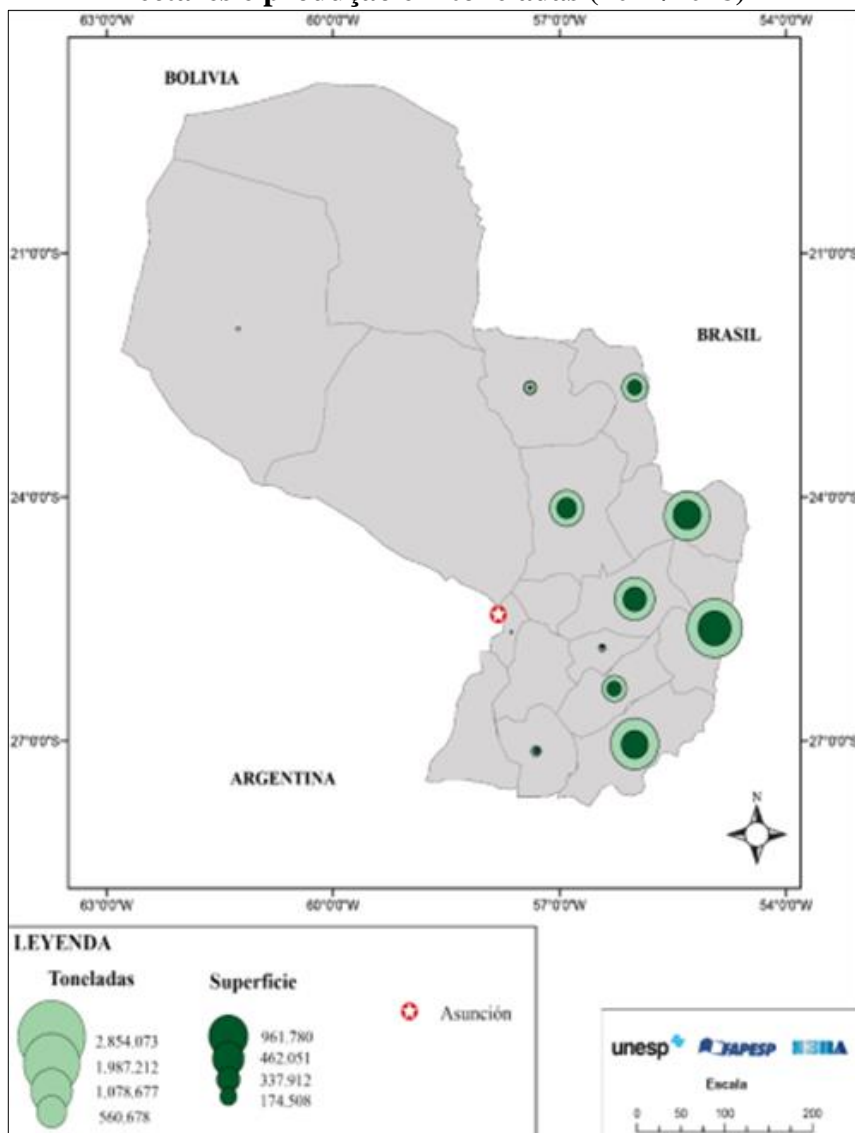 63°0'0"W 60°0'0"W 57°0'0"W 54°0'0"W
BOLIVIA
21°0'0"S 21°0'0"S
BRASIL
24°0'0"S 24°0'0"S
27°0'0"S 27°0'0"S
ARGENTINA
N
63°0'0"W 60°0'0"W 57°0'0"W 54°0'0"W
LEYENDA
Toneladas
2.854.073
1.987.212
1.078.677
560.678
Superficie
961.780
462.051
337.912
174.508
Asunción
unesp FAPESP NERA
Escala
0 50 100 200